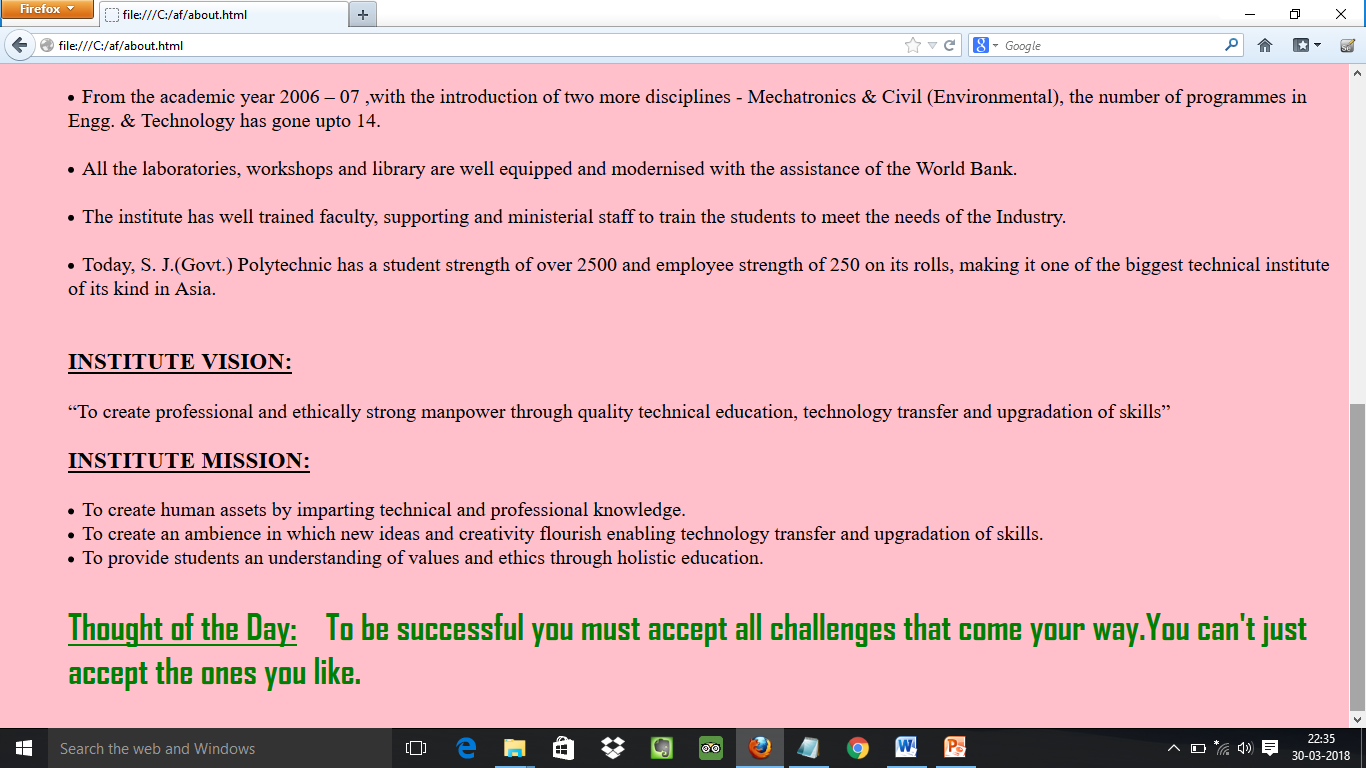 Firefox
file:///C:/af/about.html
file:///C:/af/about.html
Google
• From the academic year 2006 – 07 ,with the introduction of two more disciplines - Mechatronics & Civil (Environmental), the number of programmes in
Engg. & Technology has gone upto 14.
• All the laboratories, workshops and library are well equipped and modernised with the assistance of the World Bank.
• The institute has well trained faculty, supporting and ministerial staff to train the students to meet the needs of the Industry.
• Today, S. J.(Govt.) Polytechnic has a student strength of over 2500 and employee strength of 250 on its rolls, making it one of the biggest technical institute
of its kind in Asia.
INSTITUTE VISION:
“To create professional and ethically strong manpower through quality technical education, technology transfer and upgradation of skills”
INSTITUTE MISSION:
• To create human assets by imparting technical and professional knowledge.
• To create an ambience in which new ideas and creativity flourish enabling technology transfer and upgradation of skills.
• To provide students an understanding of values and ethics through holistic education.
Thought of the Day: To be successful you must accept all challenges that come your way.You can't just
accept the ones you like.
Search the web and Windows
22:35
30-03-2018